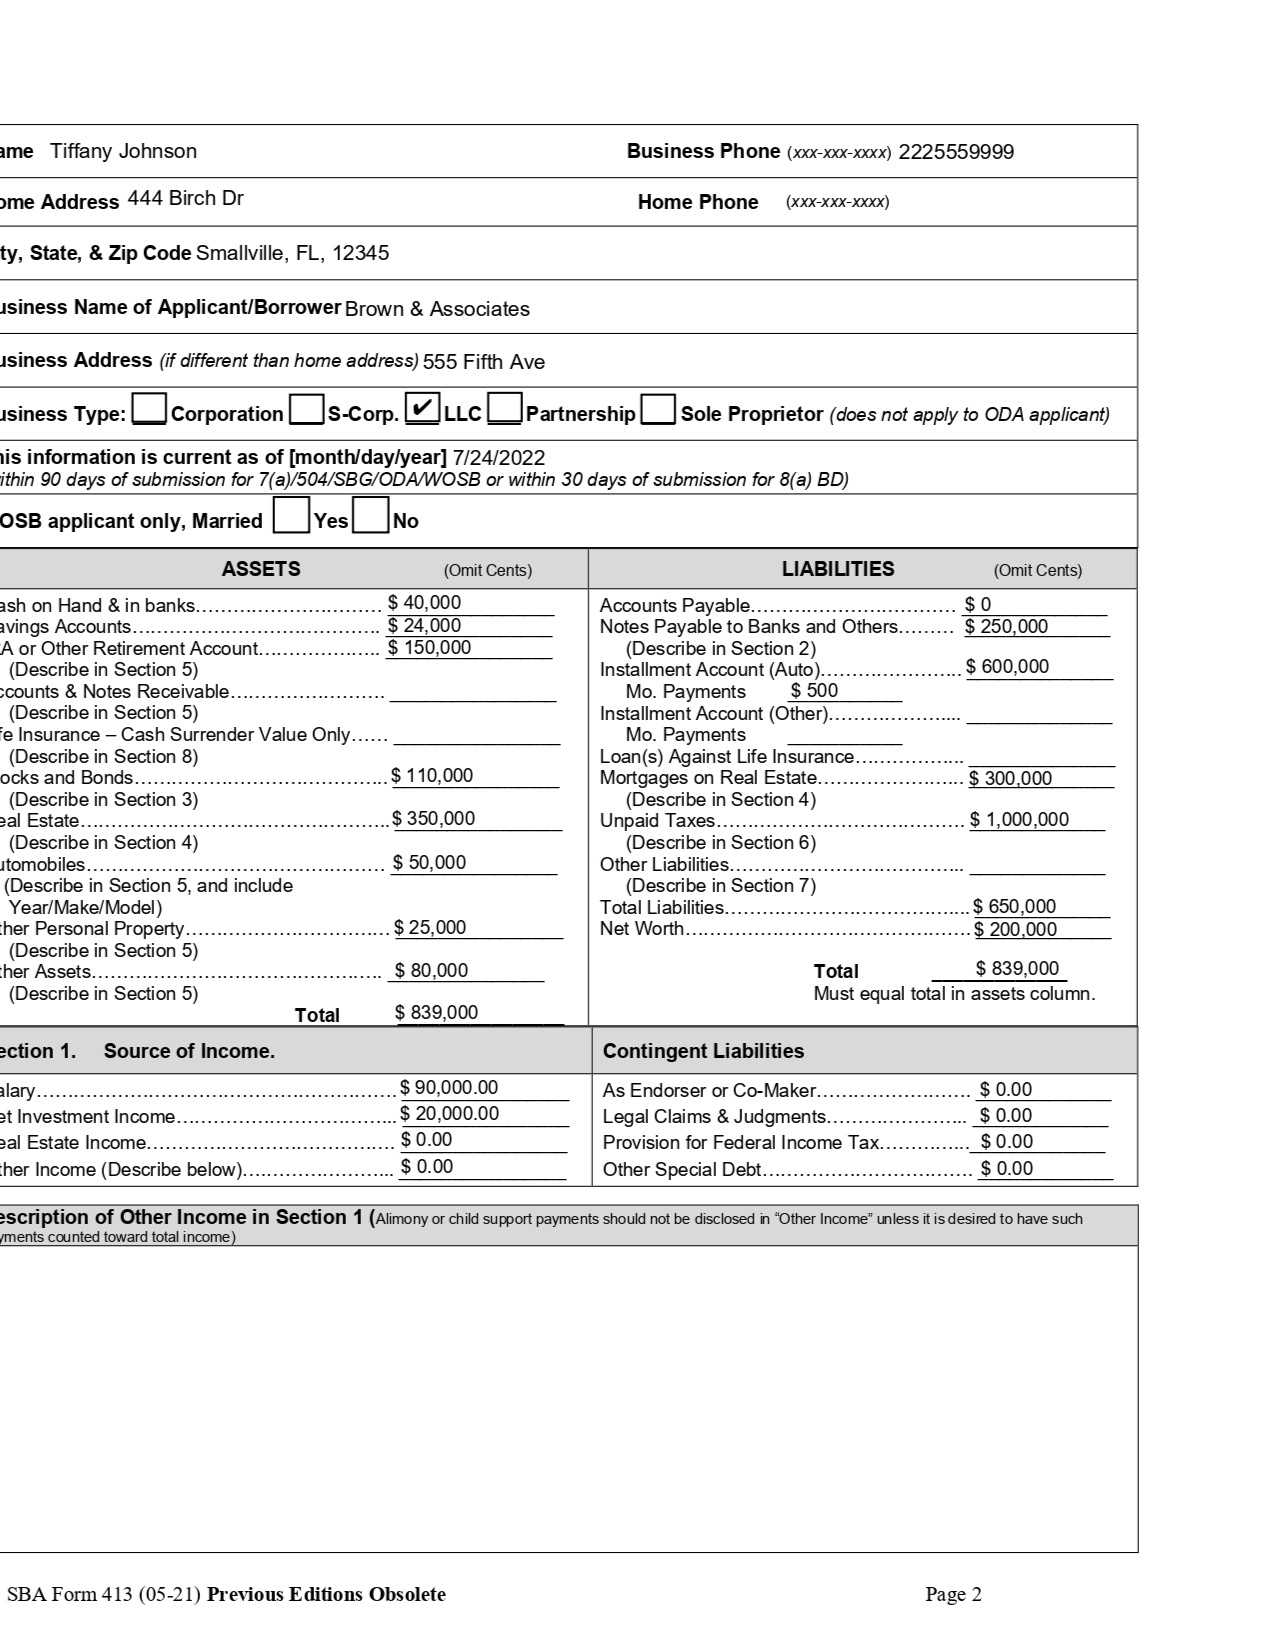 ame Tiffany Johnson Business Phone (xxx-xxx-xxxx) 2225559999
ome Address 444 Birch Dr Home Phone (xxx-xxx-xxxx)
ty, State, & Zip Code Smallville, FL, 12345
usiness Name of Applicant/Borrower Brown & Associates
usiness Address (if different than home address) 555 Fifth Ave
usiness Type: Corporation S-Corp. ✔ LLC Partnership Sole Proprietor (does not apply to ODA applicant)
his information is current as of [month/day/year] 7/24/2022
ithin 90 days of submission for 7(a)/504/SBG/ODA/WOSB or within 30 days of submission for 8(a) BD)
OSB applicant only, Married Yes No
ASSETS (Omit Cents)
ash on Hand & in banks………………………… $ 40,000
avings Accounts………………………………… $ 24,000
A or Other Retirement Account……………….. $ 150,000
(Describe in Section 5)
ccounts & Notes Receivable……………………
(Describe in Section 5)
fe Insurance – Cash Surrender Value Only……
(Describe in Section 8)
ocks and Bonds………………………………….. $ 110,000
(Describe in Section 3)
eal Estate…………………………………………. $ 350,000
(Describe in Section 4)
utomobiles………………………………………… $ 50,000
(Describe in Section 5, and include
Year/Make/Model)
ther Personal Property…………………………… $ 25,000
(Describe in Section 5)
ther Assets……………………………………….. $ 80,000
(Describe in Section 5)
Total $ 839,000
LIABILITIES (Omit Cents)
Accounts Payable…………………………… $ 0
Notes Payable to Banks and Others……… $ 250,000
(Describe in Section 2)
Installment Account (Auto)………………….. $ 600,000
Mo. Payments $ 500
Installment Account (Other)………………....
Mo. Payments
Loan(s) Against Life Insurance……………..
Mortgages on Real Estate………………….. $ 300,000
(Describe in Section 4)
Unpaid Taxes………………………………… $ 1,000,000
(Describe in Section 6)
Other Liabilities………………………………..
(Describe in Section 7)
Total Liabilities………………………………... $ 650,000
Net Worth……………………………………… $ 200,000
Total $ 839,000
Must equal total in assets column.
ection 1. Source of Income.
alary……………………………………………….. $ 90,000.00
et Investment Income……………………………... $ 20,000.00
eal Estate Income………………………………… $ 0.00
ther Income (Describe below)…………………... $ 0.00
Contingent Liabilities
As Endorser or Co-Maker…………………… $ 0.00
Legal Claims & Judgments………………….. $ 0.00
Provision for Federal Income Tax………….. $ 0.00
Other Special Debt…………………………… $ 0.00
escription of Other Income in Section 1 (Alimony or child support payments should not be disclosed in “Other Income” unless it is desired to have such
yments counted toward total income)
SBA Form 413 (05-21) Previous Editions Obsolete Page 2